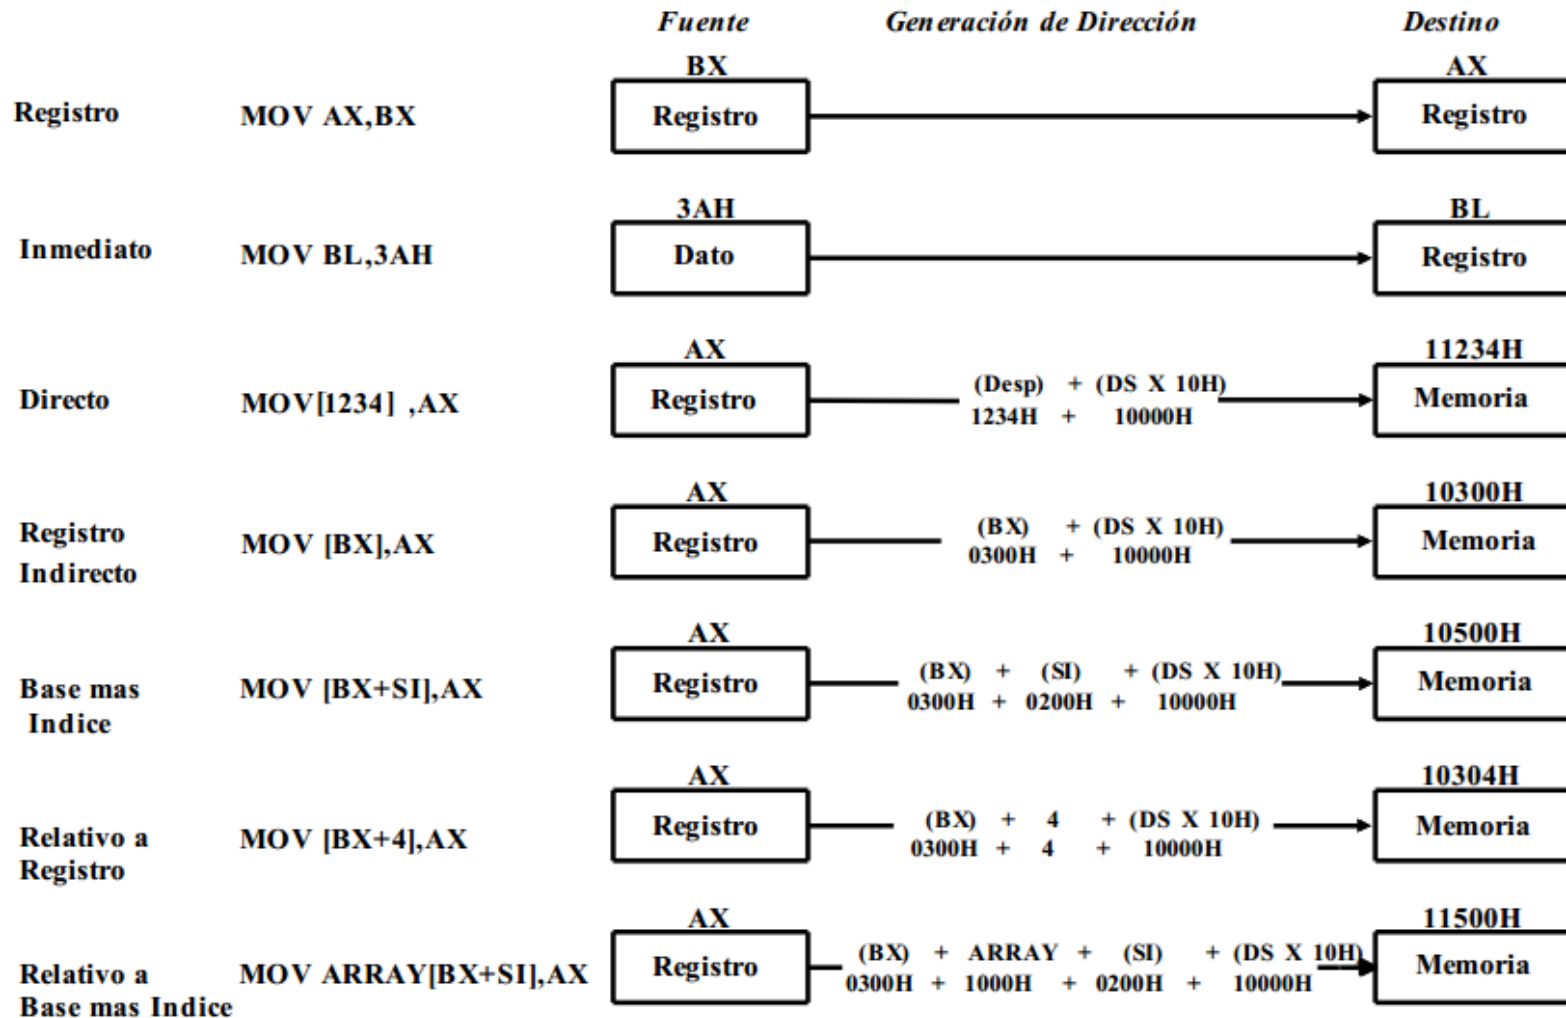 Fuente Generación de Dirección Destino
BX AX
Registro MOV AX,BX Registro Registro
3AH BL
Inmediato MOV BL,3AH Dato Registro
AX 11234H
(Desp) + (DS X 10H)
Directo MOV[1234] ,AX Registro Memoria
1234H + 10000H
AX 10300H
(BX) + (DS X 10H)
Registro MOV [BX],AX Registro Memoria
0300H + 10000H
Indirecto
AX 10500H
(BX) + (SI) + (DS X 10H)
Base mas MOV [BX+SI],AX Registro Memoria
0300H + 0200H + 10000H
Indice
AX 10304H
(BX) + 4 + (DS X 10H)
Relativo a MOV [BX+4],AX Registro Memoria
0300H + 4 + 10000H
Registro
AX 11500H
(BX) + ARRAY + (SI) + (DS X 10H)
Relativo a MOV ARRAY[BX+SI],AX Registro Memoria
0300H + 1000H + 0200H + 10000H
Base mas Indice